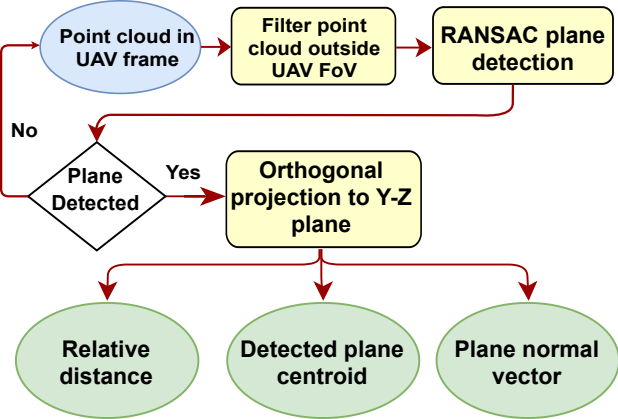 Point cloud in
UAV frame
Filter point
cloud outside
UAV FoV
RANSAC plane
detection
No
Plane
Detected
Yes
Orthogonal
projection to Y-Z
plane
Relative
distance
Detected plane
centroid
Plane normal
vector